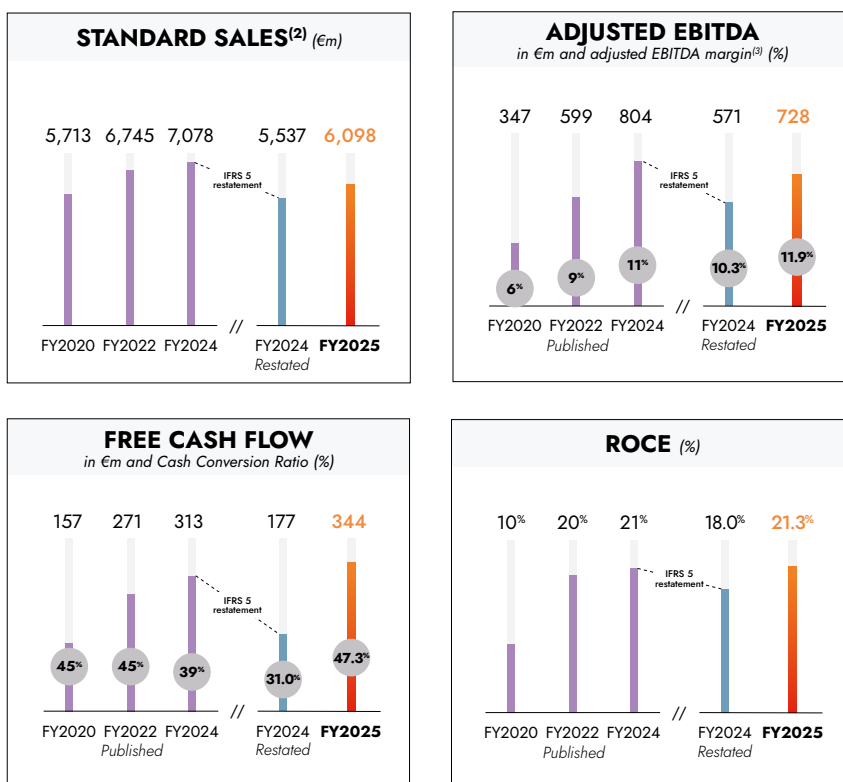 STANDARD SALES(2) (€m)
5,713 6,745 7,078 5,537 6,098
IFRS 5
restatement
//
FY2020 FY2022 FY2024 FY2024 FY2025
Restated
ADJUSTED EBITDA
in €m and adjusted EBITDA margin(3) (%)
347 599 804 571 728
IFRS 5
restatement
6% 9% 11% 10.3% 11.9%
//
FY2020 FY2022 FY2024 FY2024 FY2025
Published Restated
FREE CASH FLOW
in €m and Cash Conversion Ratio (%)
157 271 313 177 344
IFRS 5
restatement
45% 45% 39% 31.0% 47.3%
//
FY2020 FY2022 FY2024 FY2024 FY2025
Published Restated
ROCE (%)
10% 20% 21% 18.0% 21.3%
IFRS 5
restatement
//
FY2020 FY2022 FY2024 FY2024 FY2025
Published Restated